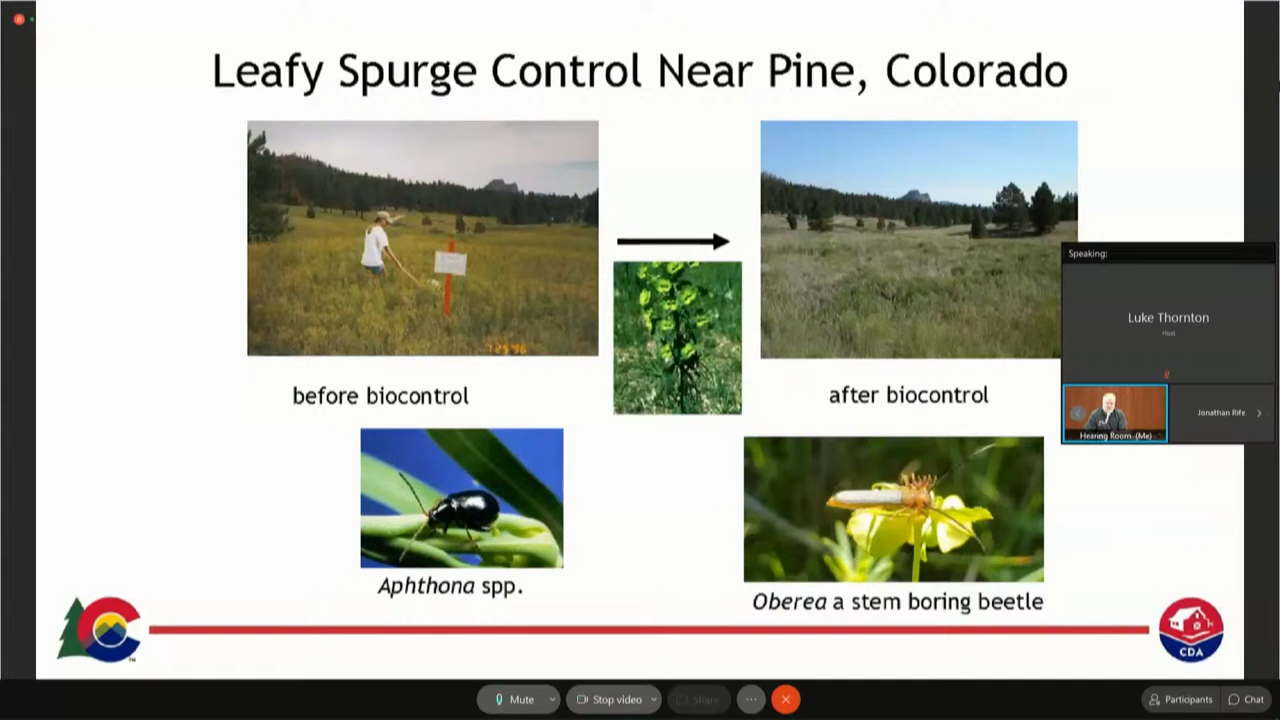 Leafy Spurge Control Near Pine, Colorado
Speaking:
Luke Thornton
Host
before biocontrol
after biocontrol
Jonathan Rife
Hearing Room (Me)
Aphthona spp.
Oberea a stem boring beetle
CDA
Mute
Stop video
Share
Participants
Chat